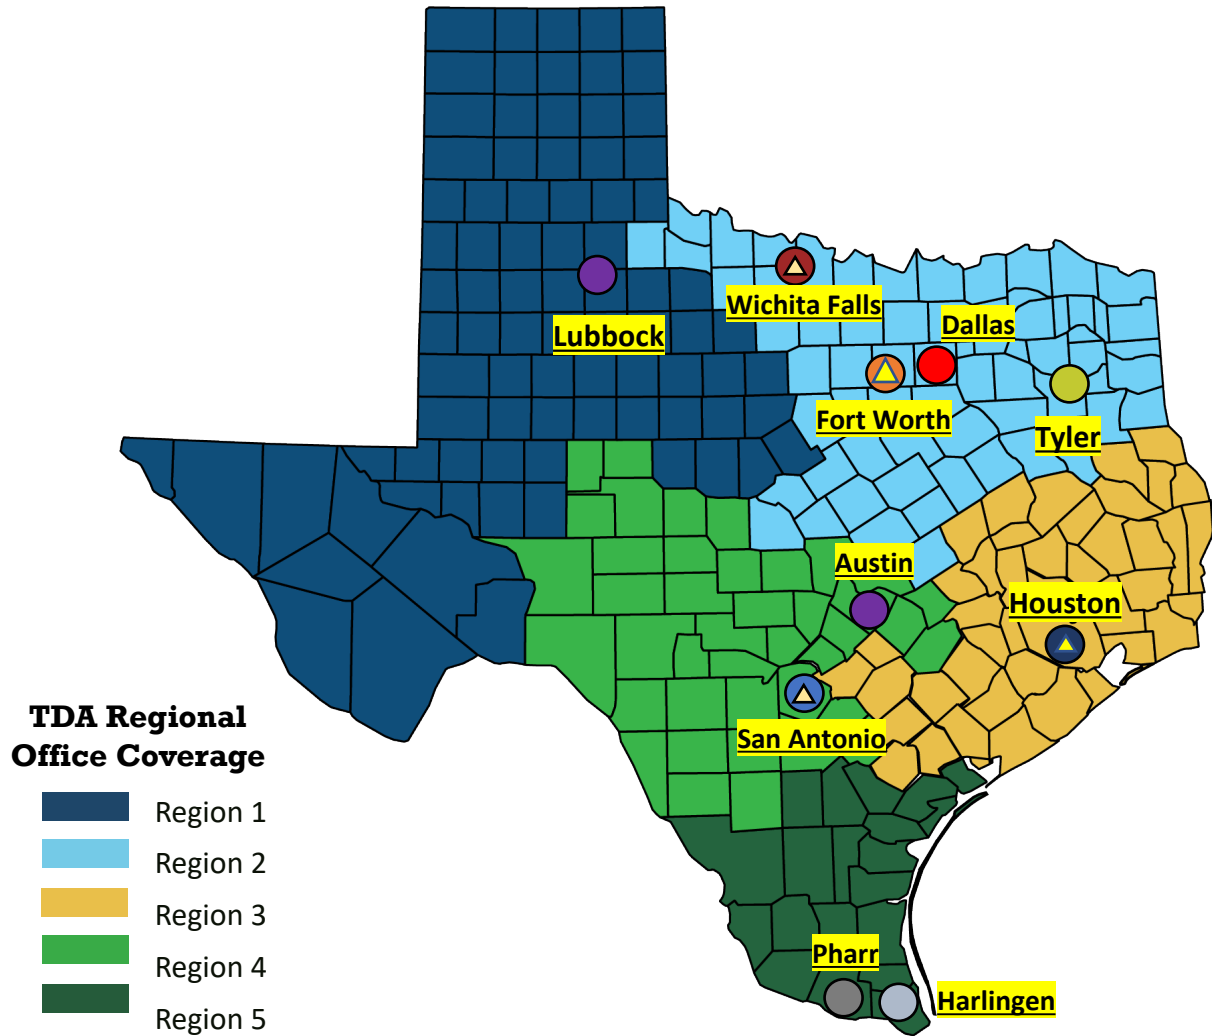 Wichita Falls
Dallas
Lubbock
Fort Worth
Tyler
Austin
Houston
San Antonio
TDA Regional
Office Coverage
Region 1
Region 2
Region 3
Region 4
Region 5
Pharr
Harlingen